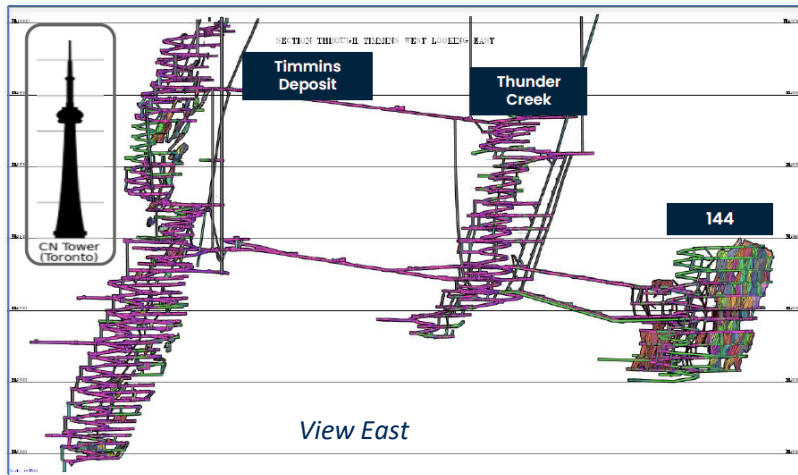 SECTION THROUGH TIMMINS WEST LOOKING EAST
Timmins
Deposit
Thunder
Creek
144
CN Tower
(Toronto)
View East